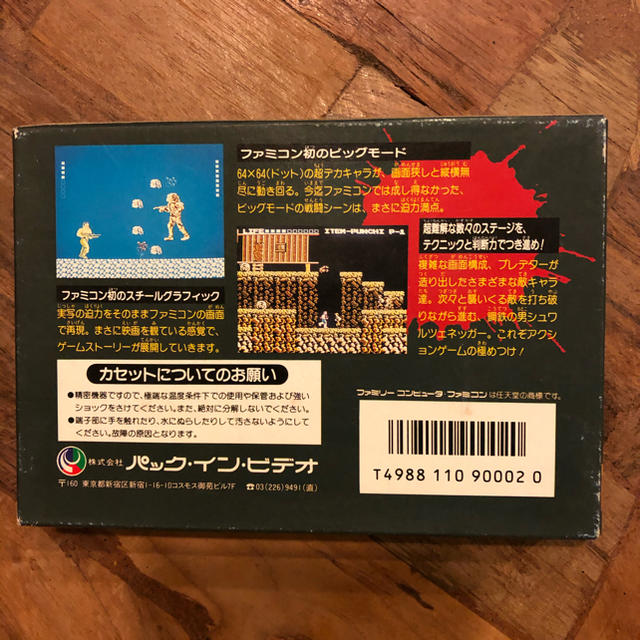 ファミコン初のビッグモード
64×64(ドット)の超デカキャラが、画面狭しと縦横無
尽に動き回る。今迄ファミコンでは成し得なかった、
ビッグモードの戦闘シーンは、まさに迫力満点。
LIFE
ITEM-PUNCH! P-1
超難解な数々のステージを、
テクニックと判断力でつき進め!
複雑な画面構成、プレデターが
造り出したさまざまな敵キャラ
達。次々と襲いくる敵を打ち破
りながら進む、鋼鉄の男シュワ
ルツェネッガー。これぞアクシ
ョンゲームの極めつけ!
ファミコン初のスチールグラフィック
実写の迫力をそのままファミコンの画面
で再現。まさに映画を観ている感覚で、
ゲームストーリーが展開していきます。
カセットについてのお願い
●精密機器ですので、極端な温度条件下での使用や保管および強い
ショックをさけてください。また、絶対に分解しないでください。
●端子部に手を触れたり、水にぬらしたりして汚さないようにして
ください。故障の原因となります。
株式会社 パック・イン・ビデオ
〒160 東京都新宿区新宿1-16-10コスモス御苑ビル7F ☎03(226)9491(直)
ファミリー コンピュータ・ファミコン は任天堂の商標です。
T4988 110 90002 0